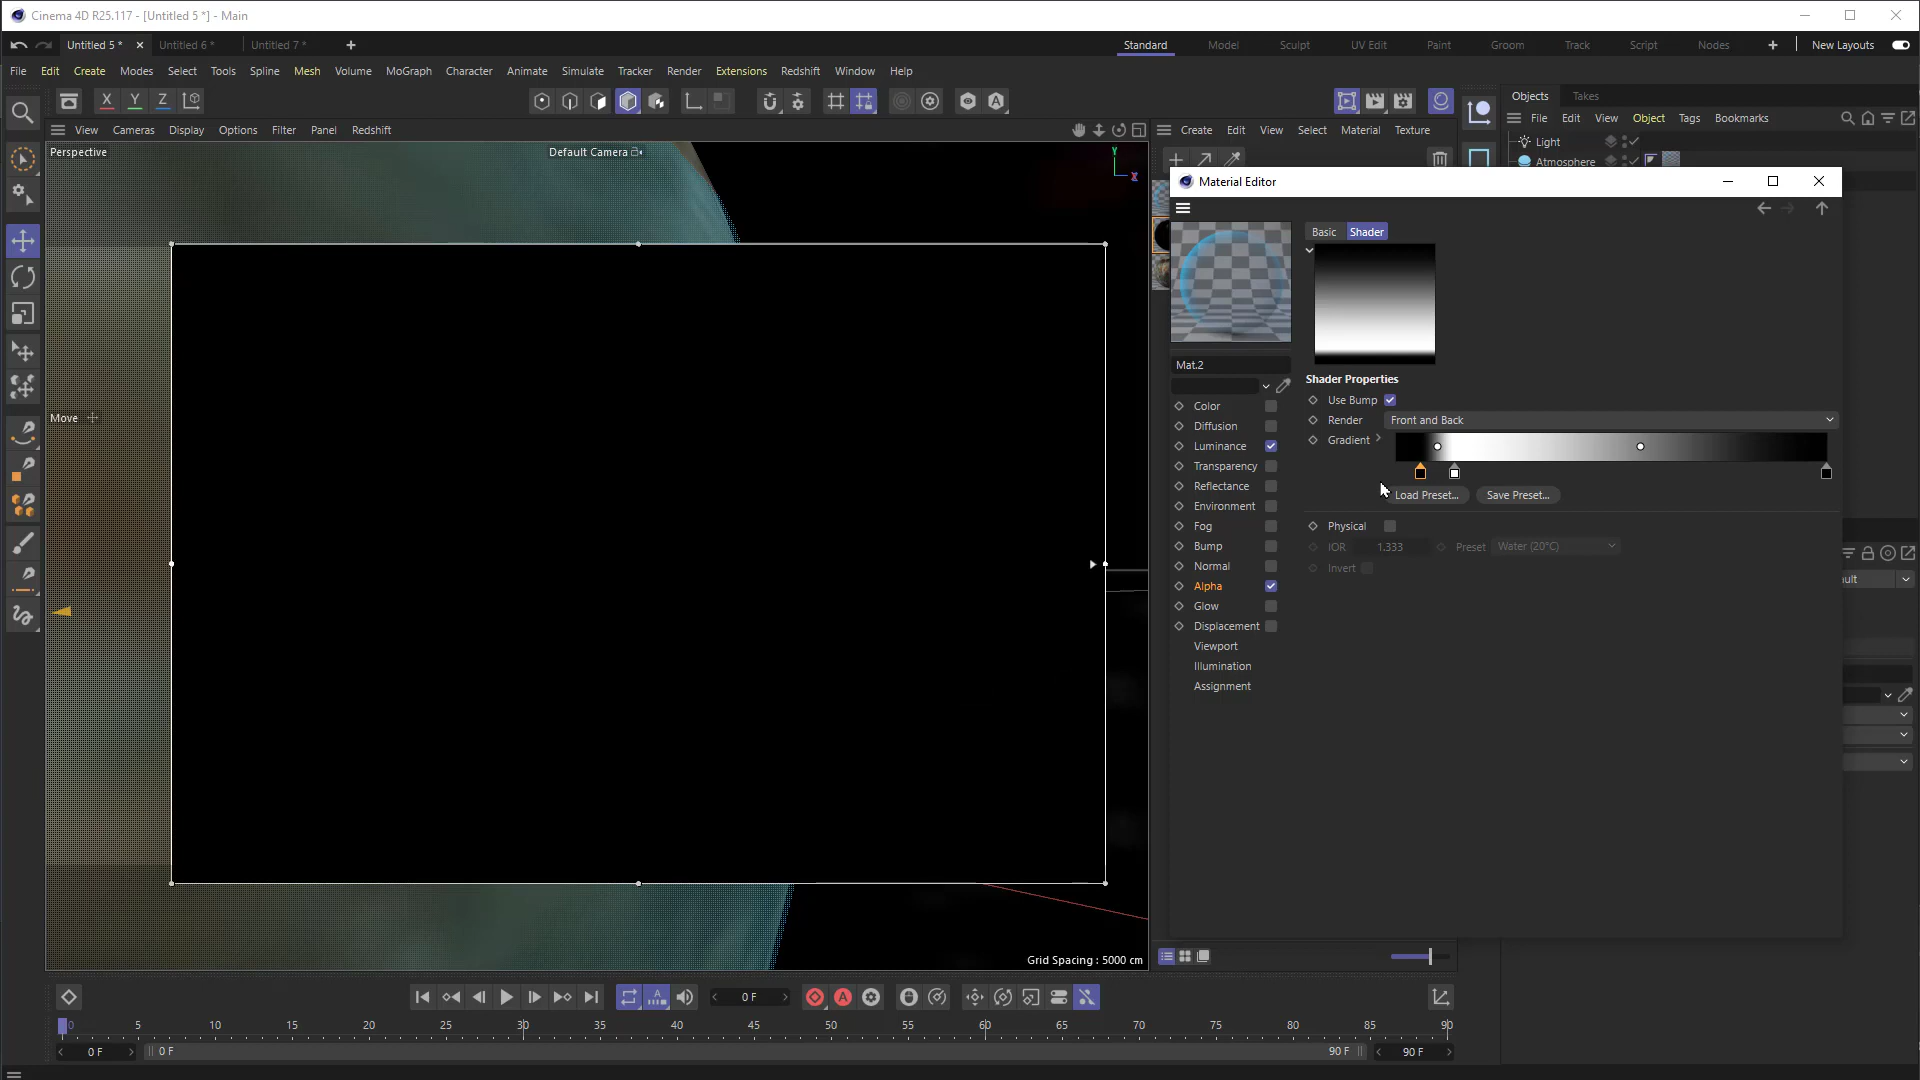 Cinema 4D R25.117 - [Untitled 5 *] - Main
Untitled 5 *
Untitled 6 *
Untitled 7 *
Standard
Model
Sculpt
UV Edit
Paint
Groom
Track
Script
Nodes
New Layouts
File
Edit
Create
Modes
Select
Tools
Spline
Mesh
Volume
MoGraph
Character
Animate
Simulate
Tracker
Render
Extensions
Redshift
Window
Help
X
Y
Z
Objects
Takes
View
Cameras
Display
Options
Filter
Panel
Redshift
Create
Edit
View
Select
Material
Texture
File
Edit
View
Object
Tags
Bookmarks
Perspective
Default Camera
Y
X
Light
Atmosphere
Material Editor
Basic
Shader
Mat.2
Shader Properties
Use Bump
Render
Front and Back
Gradient
Load Preset...
Save Preset...
Physical
IOR
1.333
Preset
Water (20°C)
Invert
Color
Diffusion
Luminance
Transparency
Reflectance
Environment
Fog
Bump
Normal
Alpha
Glow
Displacement
Viewport
Illumination
Assignment
Move
ault
Grid Spacing : 5000 cm
0 F
0
5
10
15
20
25
30
35
40
45
50
55
60
65
70
75
80
85
90
0 F
0 F
90 F
90 F